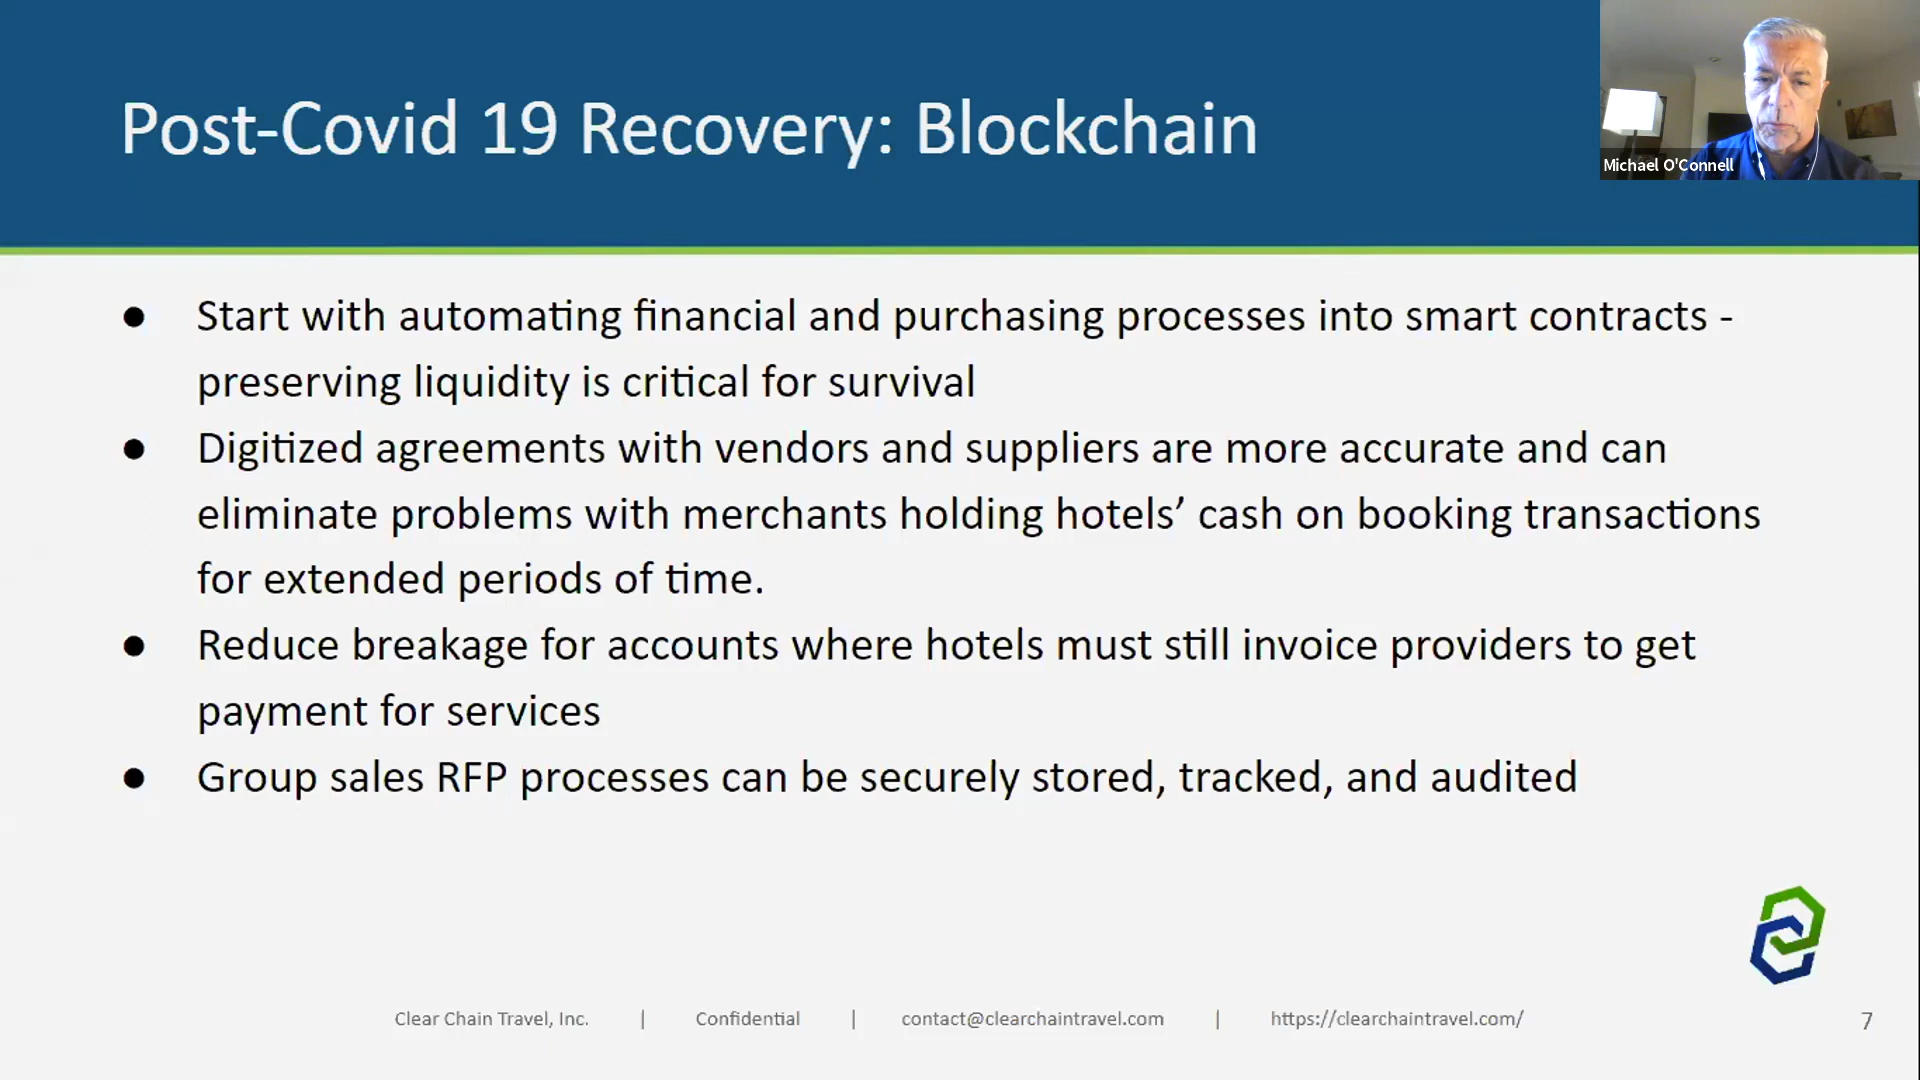 Post-Covid 19 Recovery: Blockchain
Michael O'Connell
● Start with automating financial and purchasing processes into smart contracts -
preserving liquidity is critical for survival
● Digitized agreements with vendors and suppliers are more accurate and can
eliminate problems with merchants holding hotels’ cash on booking transactions
for extended periods of time.
● Reduce breakage for accounts where hotels must still invoice providers to get
payment for services
● Group sales RFP processes can be securely stored, tracked, and audited
Clear Chain Travel, Inc. | Confidential | contact@clearchaintravel.com | https://clearchaintravel.com/
7